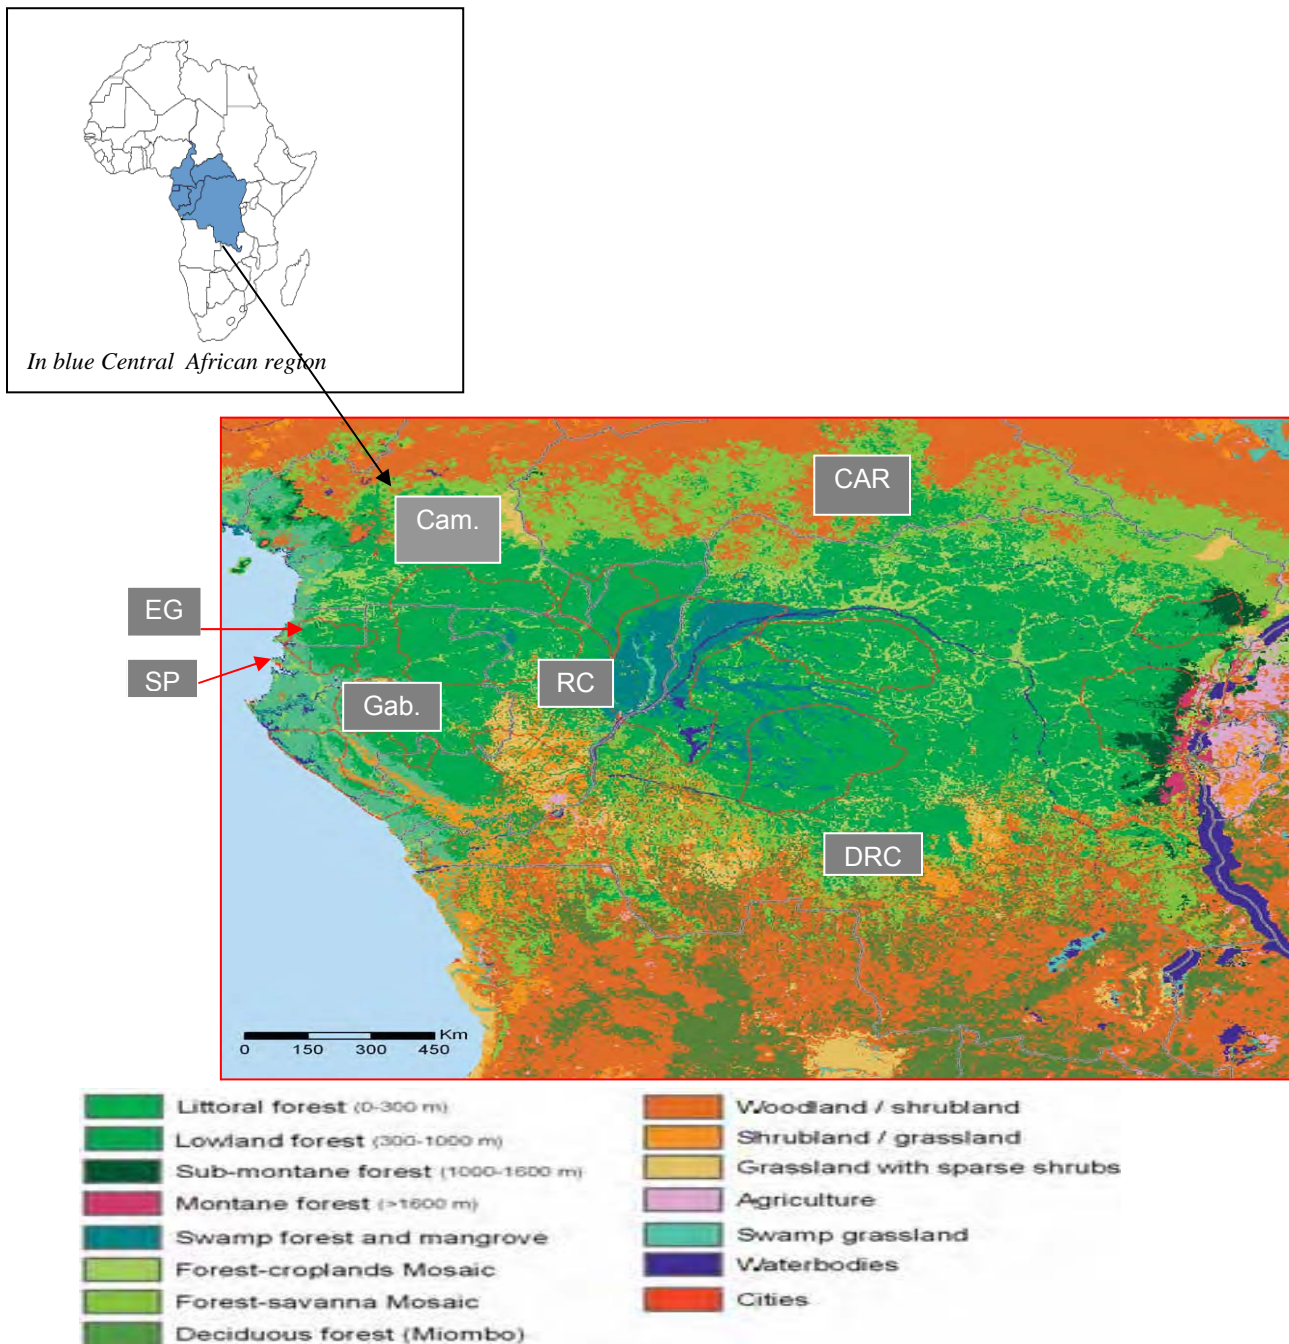 In blue Central African region
CAR
Cam.
EG
SP
RC
Gab.
DRC
Km
0 150 300 450
Littoral forest (0-300 m)
Lowland forest (300-1000 m)
Sub-montane forest (1000-1600 m)
Montane forest (>1600 m)
Swamp forest and mangrove
Forest-croplands Mosaic
Forest-savanna Mosaic
Deciduous forest (Miombo)
Woodland / shrubland
Shrubland / grassland
Grassland with sparse shrubs
Agriculture
Swamp grassland
Waterbodies
Cities